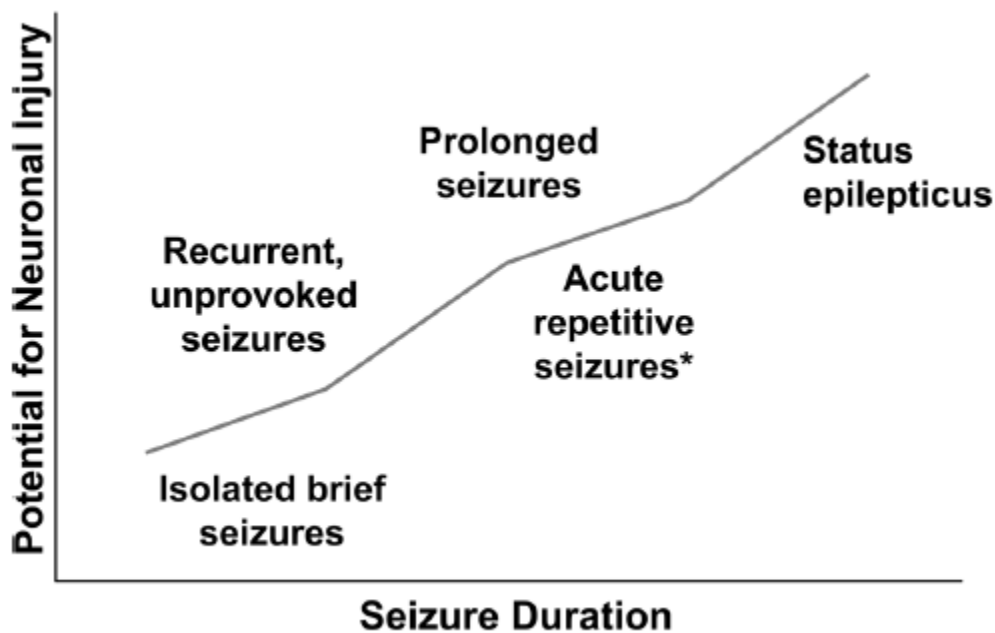 Potential for Neuronal Injury
Prolonged
seizures
Status
epilepticus
Recurrent,
unprovoked
seizures
Acute
repetitive
seizures*
Isolated brief
seizures
Seizure Duration